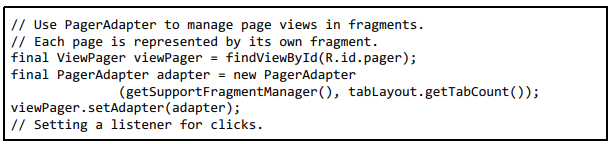 // Use PagerAdapter to manage page views in fragments.
// Each page is represented by its own fragment.
final ViewPager viewPager = findViewById(R.id.pager);
final PagerAdapter adapter = new PagerAdapter
(getSupportFragmentManager(), tabLayout.getTabCount());
viewPager.setAdapter(adapter);
// Setting a listener for clicks.